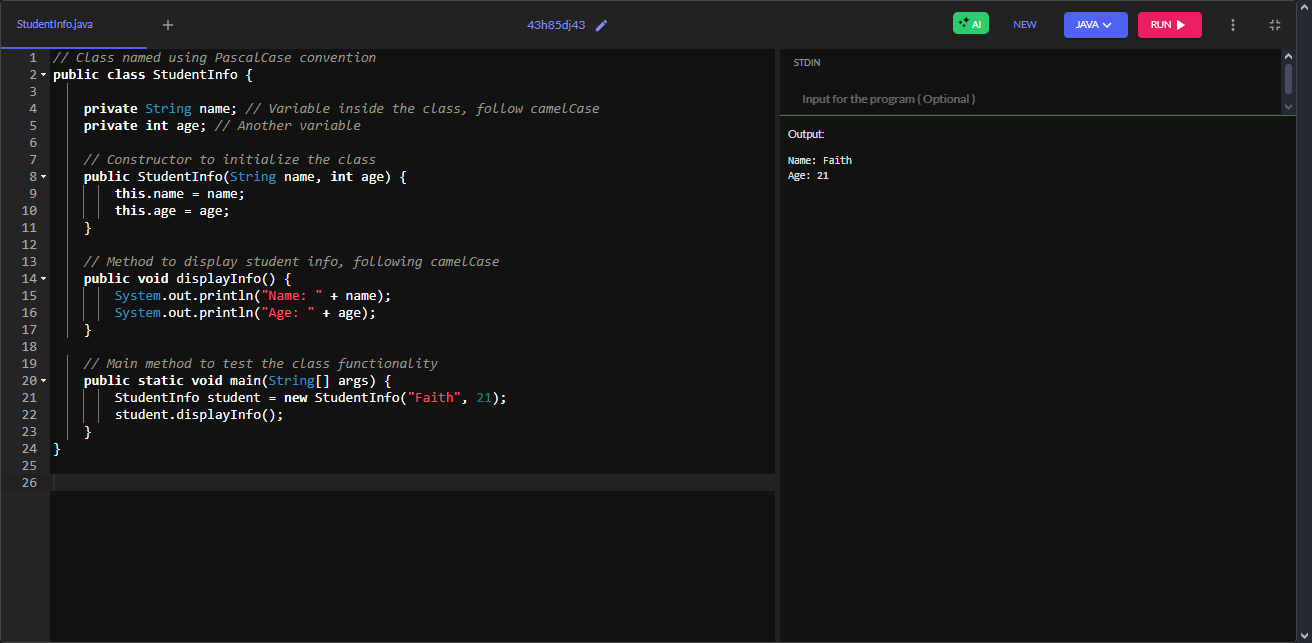 StudentInfo.java +
43h85dj43
AI NEW JAVA RUN
1 // Class named using PascalCase convention
2 public class StudentInfo {
3
4 private String name; // Variable inside the class, follow camelCase
5 private int age; // Another variable
6
7 // Constructor to initialize the class
8 public StudentInfo(String name, int age) {
9 this.name = name;
10 this.age = age;
11 }
12
13 // Method to display student info, following camelCase
14 public void displayInfo() {
15 System.out.println("Name: " + name);
16 System.out.println("Age: " + age);
17 }
18
19 // Main method to test the class functionality
20 public static void main(String[] args) {
21 StudentInfo student = new StudentInfo("Faith", 21);
22 student.displayInfo();
23 }
24 }
25
26
STDIN
Input for the program ( Optional )
Output:
Name: Faith
Age: 21